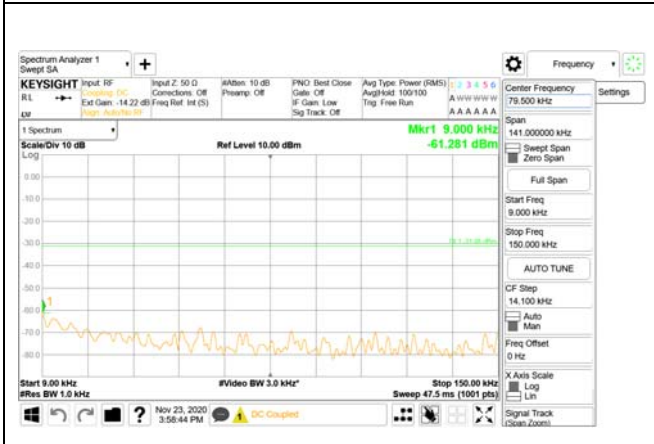 Spectrum Analyzer 1
Swept SA
Frequency
KEYSIGHT
Input: RF
Input Z: 50 Ω
#Atten: 10 dB
PNO: Best Close
Avg Type: Power (RMS)
1 2 3 4 5 6
RL
Coupling: DC
Corrections: Off
Preamp: Off
Gate: Off
Avg|Hold: 100/100
A W W W W W
Ext Gain: -14.22 dB
Freq Ref: Int (S)
IF Gain: Low
Trig: Free Run
Align: Auto/No RF
Sig Track: Off
A A A A A A
1 Spectrum
Mkr1 9.000 kHz
Scale/Div 10 dB
Ref Level 10.00 dBm
-61.281 dBm
Log
0.00
-10.0
-20.0
-30.0
-40.0
-50.0
1
-60.0
-70.0
-80.0
Start 9.00 kHz
#Video BW 3.0 kHz*
Stop 150.00 kHz
#Res BW 1.0 kHz
Sweep 47.5 ms (1001 pts)
Nov 23, 2020
3:58:44 PM
DC Coupled
Center Frequency
79.500 kHz
Settings
Span
141.000000 kHz
Swept Span
Zero Span
Full Span
Start Freq
9.000 kHz
Stop Freq
150.000 kHz
AUTO TUNE
CF Step
14.100 kHz
Auto
Man
Freq Offset
0 Hz
X Axis Scale
Log
Lin
Signal Track
(Span Zoom)